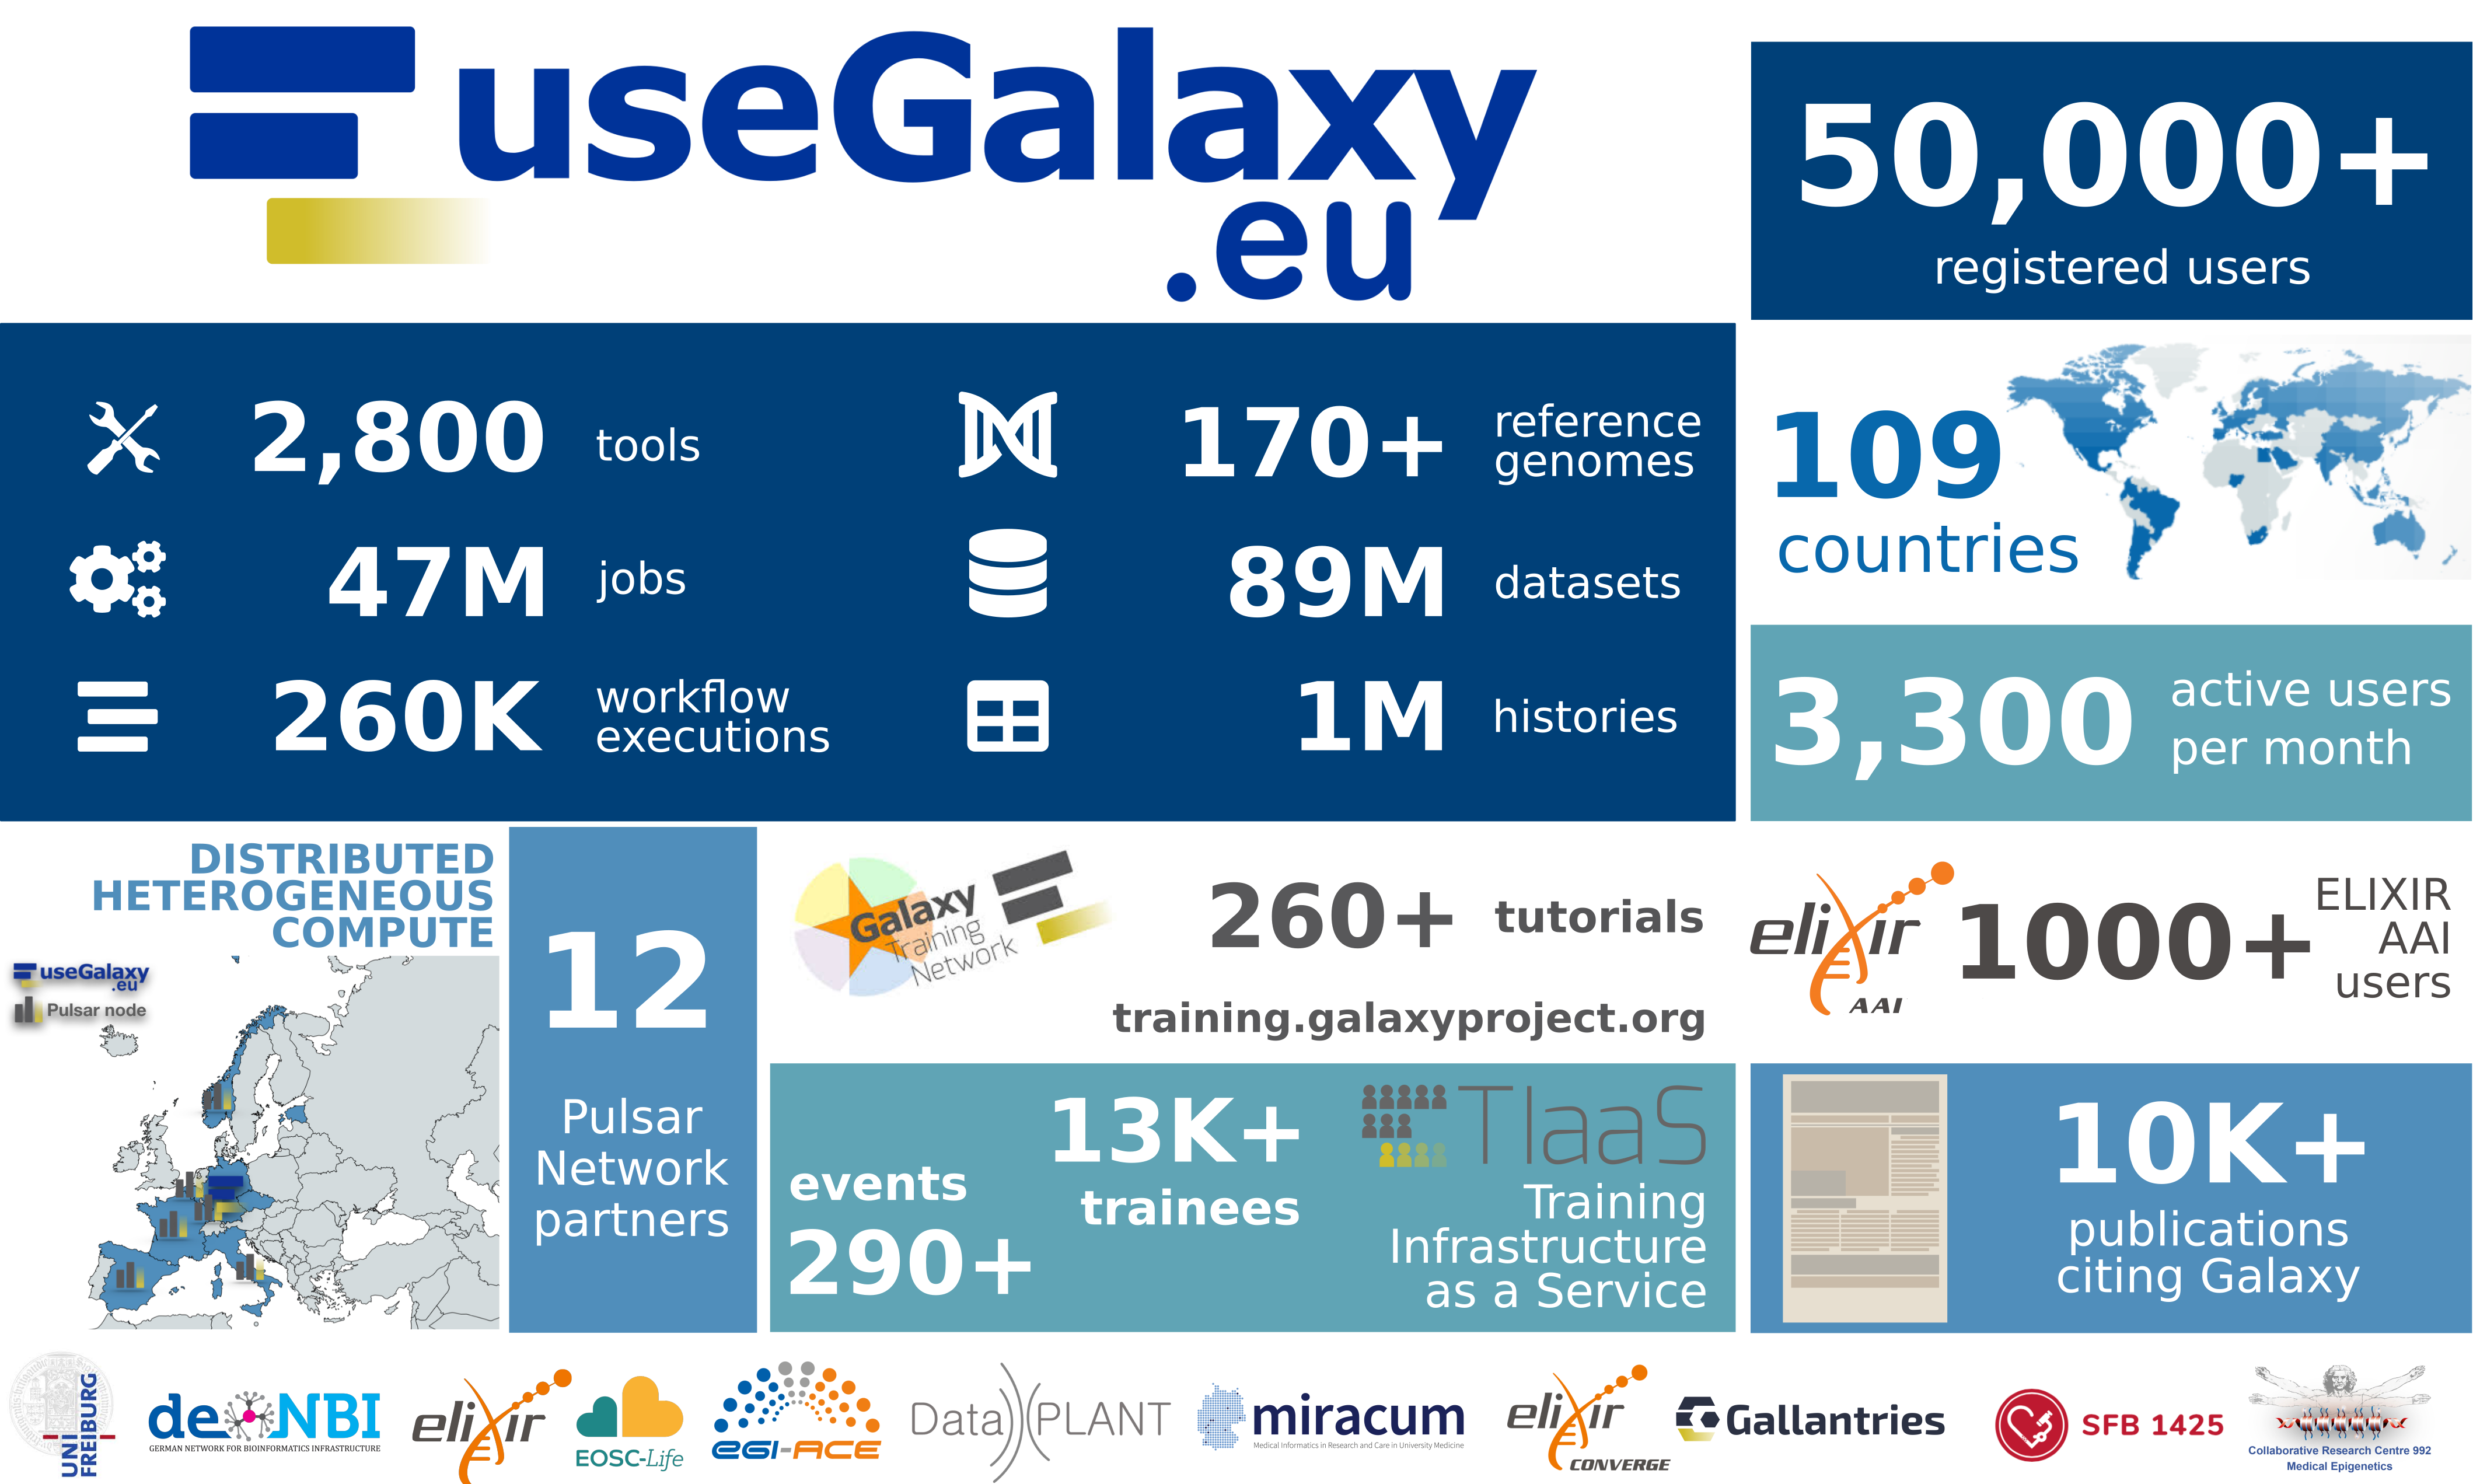 useGalaxy
.eu
50,000+
registered users
2,800 tools
170+ reference
genomes
47M jobs
89M datasets
260K workflow
executions
1M histories
109
countries
3,300 active users
per month
DISTRIBUTED
HETEROGENEOUS
COMPUTE
useGalaxy
.eu
Pulsar node
12
Pulsar
Network
partners
Galaxy
Training
Network
260+ tutorials
training.galaxyproject.org
elixir
AAI
1000+
ELIXIR
AAI
users
events
290+
13K+
trainees
TIaaS
Training
Infrastructure
as a Service
10K+
publications
citing Galaxy
UNI
FREIBURG
de NBI
GERMAN NETWORK FOR BIOINFORMATICS INFRASTRUCTURE
elixir
EOSC-Life
eGI-ACE
Data PLANT
miracum
Medical Informatics in Research and Care in University Medicine
elixir
CONVERGE
Gallantries
SFB 1425
Collaborative Research Centre 992
Medical Epigenetics